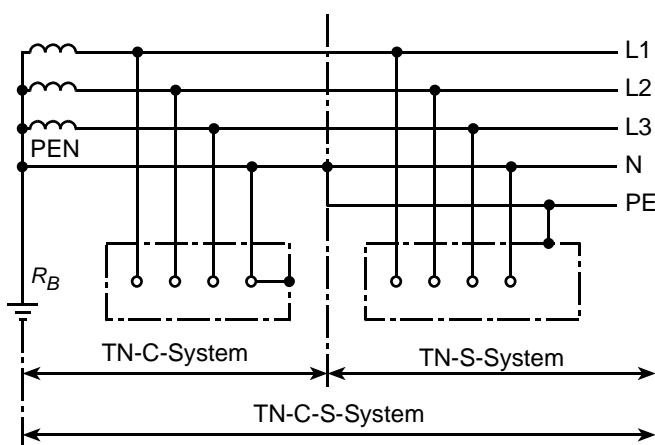 L1
L2
L3
PEN
N
PE
R_B
TN-C-System
TN-S-System
TN-C-S-System